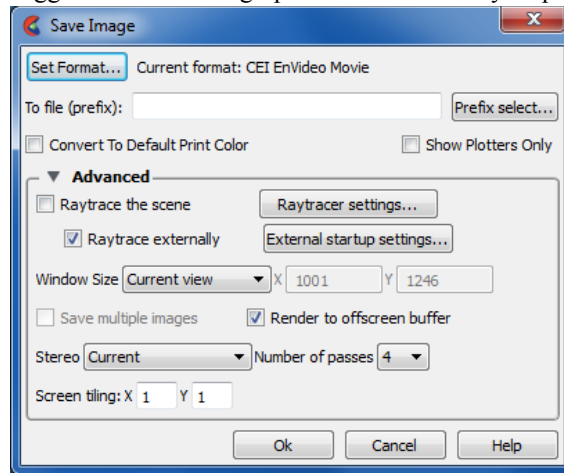 Save Image
Set Format... Current format: CEI EnVideo Movie
To file (prefix): Prefix select...
Convert To Default Print Color Show Plotters Only
Advanced
Raytrace the scene Raytracer settings...
Raytrace externally External startup settings...
Window Size Current view X 1001 Y 1246
Save multiple images Render to offscreen buffer
Stereo Current Number of passes 4
Screen tiling: X 1 Y 1
Ok Cancel Help